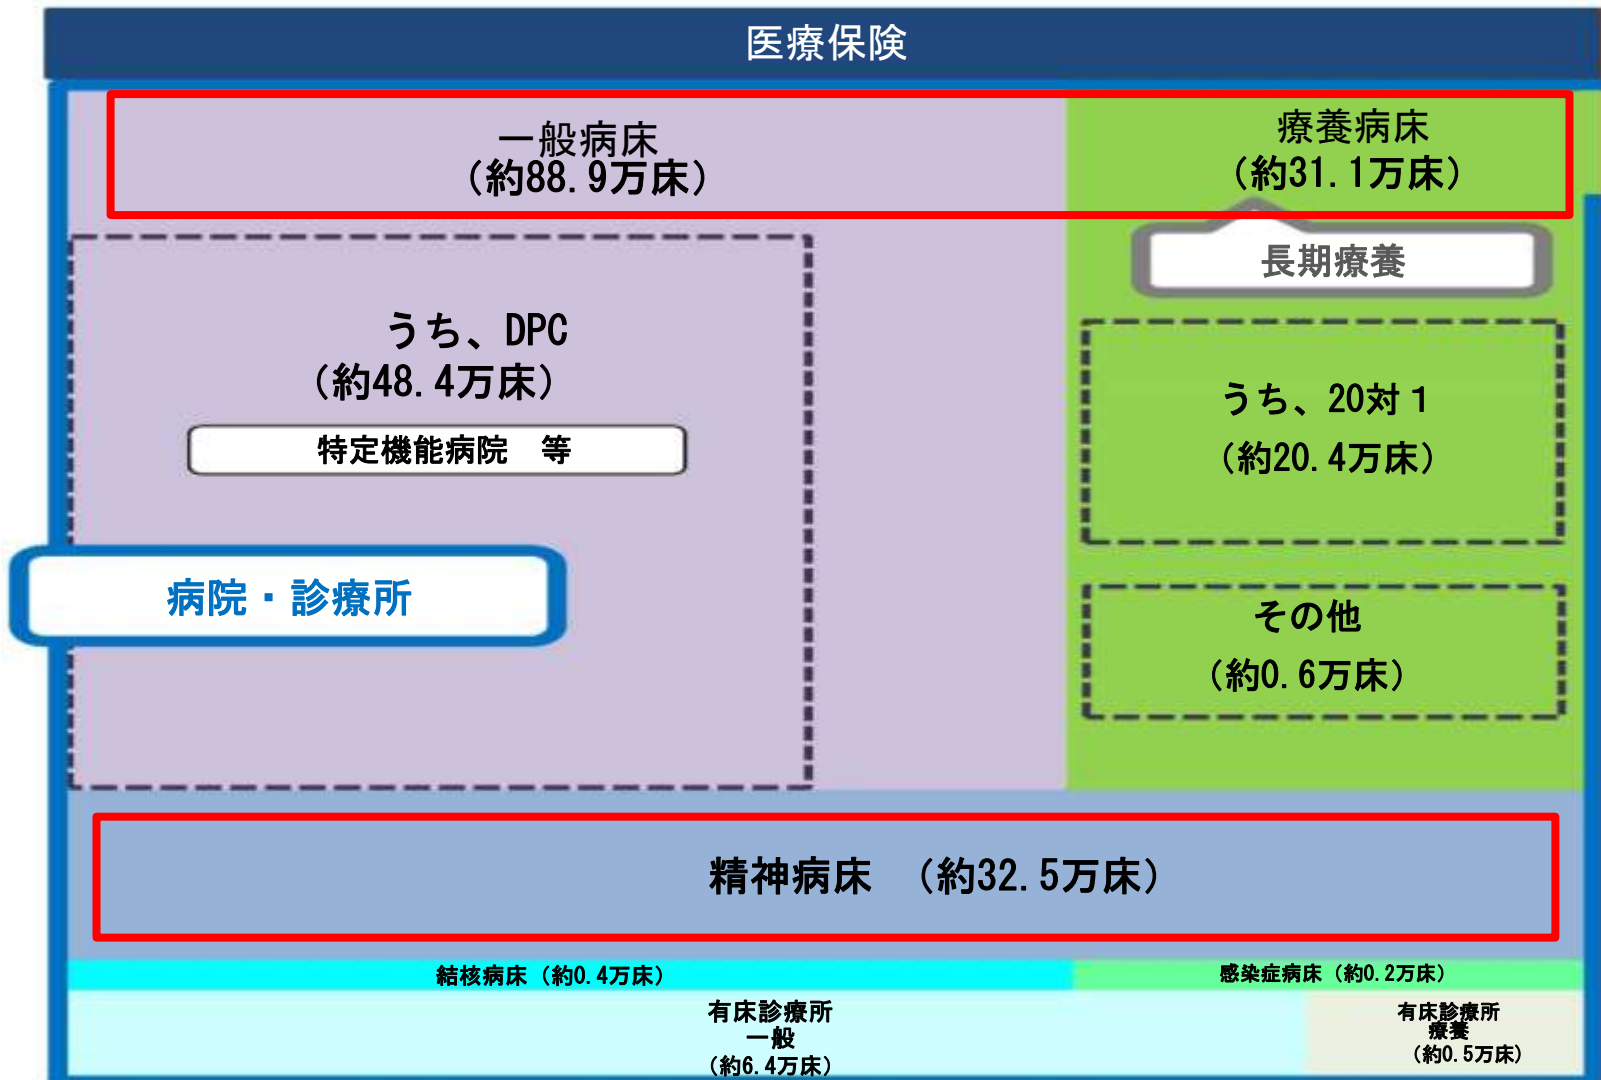 医療保険
一般病床
(約88.9万床)
療養病床
(約31.1万床)
長期療養
うち、DPC
(約48.4万床)
特定機能病院　等
うち、20対１
(約20.4万床)
病院・診療所
その他
(約0.6万床)
精神病床　(約32.5万床)
結核病床 (約0.4万床)
感染症病床 (約0.2万床)
有床診療所
一般
(約6.4万床)
有床診療所
療養
(約0.5万床)